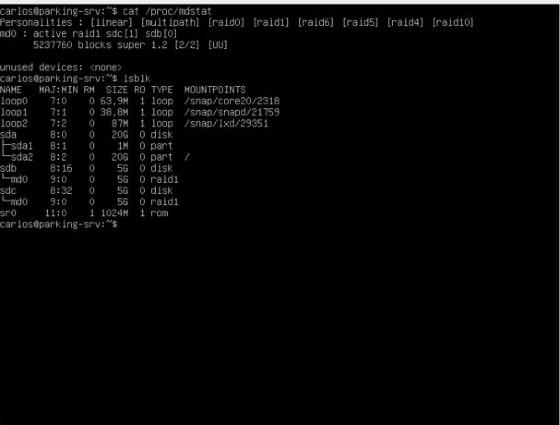 carlos@parking-srv:~$ cat /proc/mdstat
Personalities : [linear] [multipath] [raid0] [raid1] [raid6] [raid5] [raid4] [raid10]
md0 : active raid1 sdc[1] sdb[0]
      5237760 blocks super 1.2 [2/2] [UU]

unused devices: <none>
carlos@parking-srv:~$ lsblk
NAME   MAJ:MIN RM  SIZE RO TYPE  MOUNTPOINTS
loop0    7:0    0 63,9M  1 loop  /snap/core20/2318
loop1    7:1    0 38,8M  1 loop  /snap/snapd/21759
loop2    7:2    0   87M  1 loop  /snap/lxd/29351
sda      8:0    0   20G  0 disk
├─sda1   8:1    0    1M  0 part
└─sda2   8:2    0   20G  0 part  /
sdb      8:16   0    5G  0 disk
└─md0    9:0    0    5G  0 raid1
sdc      8:32   0    5G  0 disk
└─md0    9:0    0    5G  0 raid1
sr0     11:0    1 1024M  1 rom
carlos@parking-srv:~$